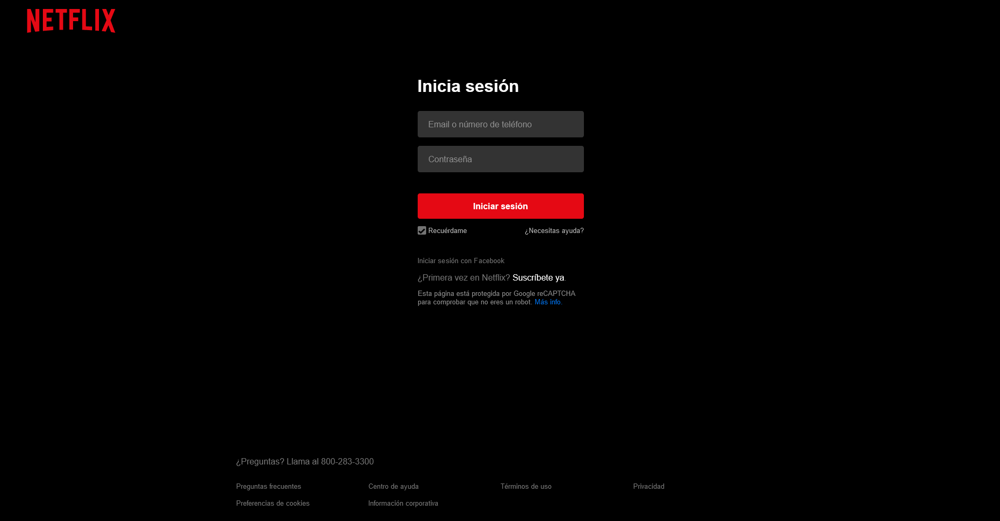 NETFLIX
Inicia sesión
Email o número de teléfono
Contraseña
Iniciar sesión
Recuérdame ¿Necesitas ayuda?
Iniciar sesión con Facebook
¿Primera vez en Netflix? Suscríbete ya.
Esta página está protegida por Google reCAPTCHA
para comprobar que no eres un robot. Más info.
¿Preguntas? Llama al 800-283-3300
Preguntas frecuentes Centro de ayuda Términos de uso Privacidad
Preferencias de cookies Información corporativa